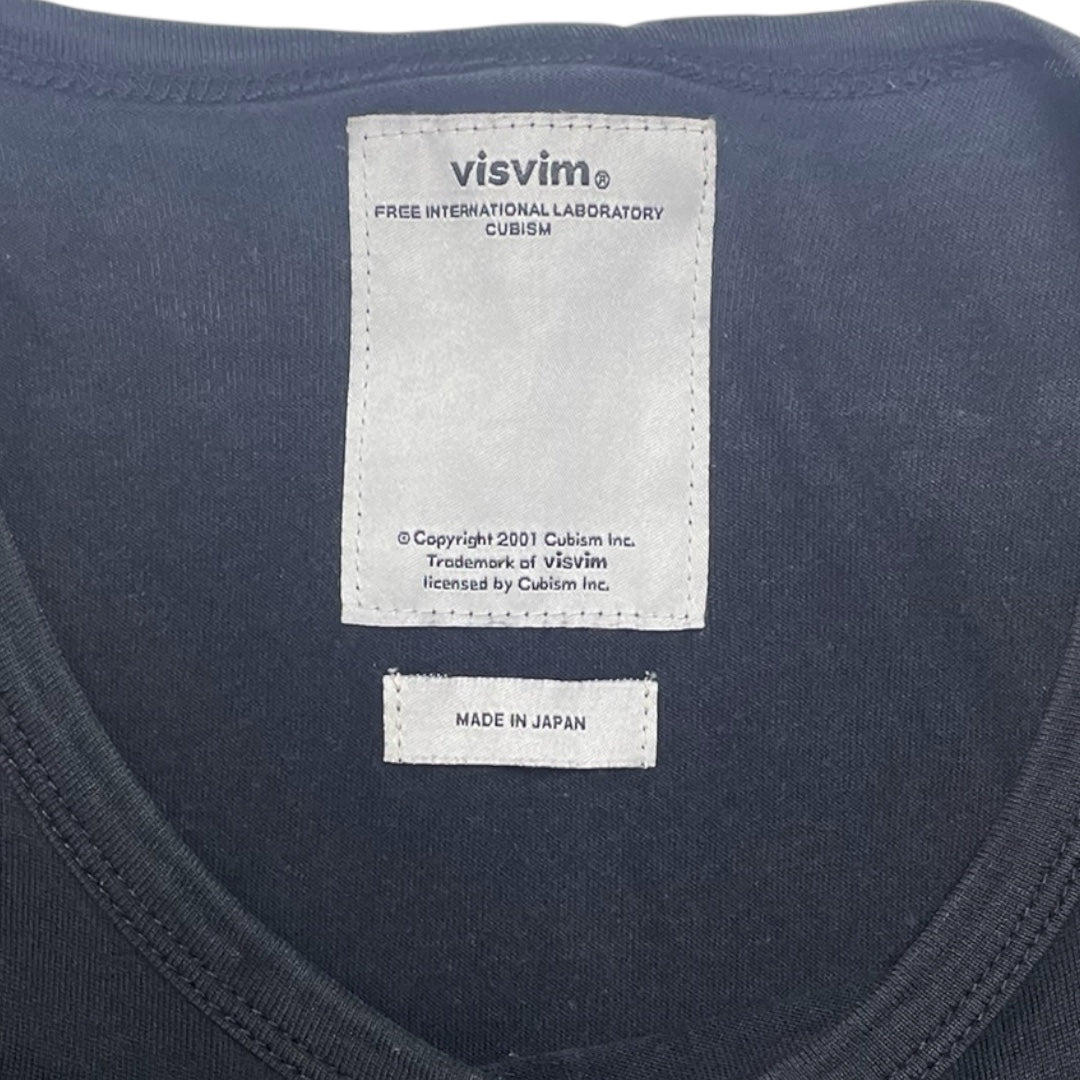 visvim®
FREE INTERNATIONAL LABORATORY
CUBISM
© Copyright 2001 Cubism Inc.
Trademark of visvim
licensed by Cubism Inc.
MADE IN JAPAN